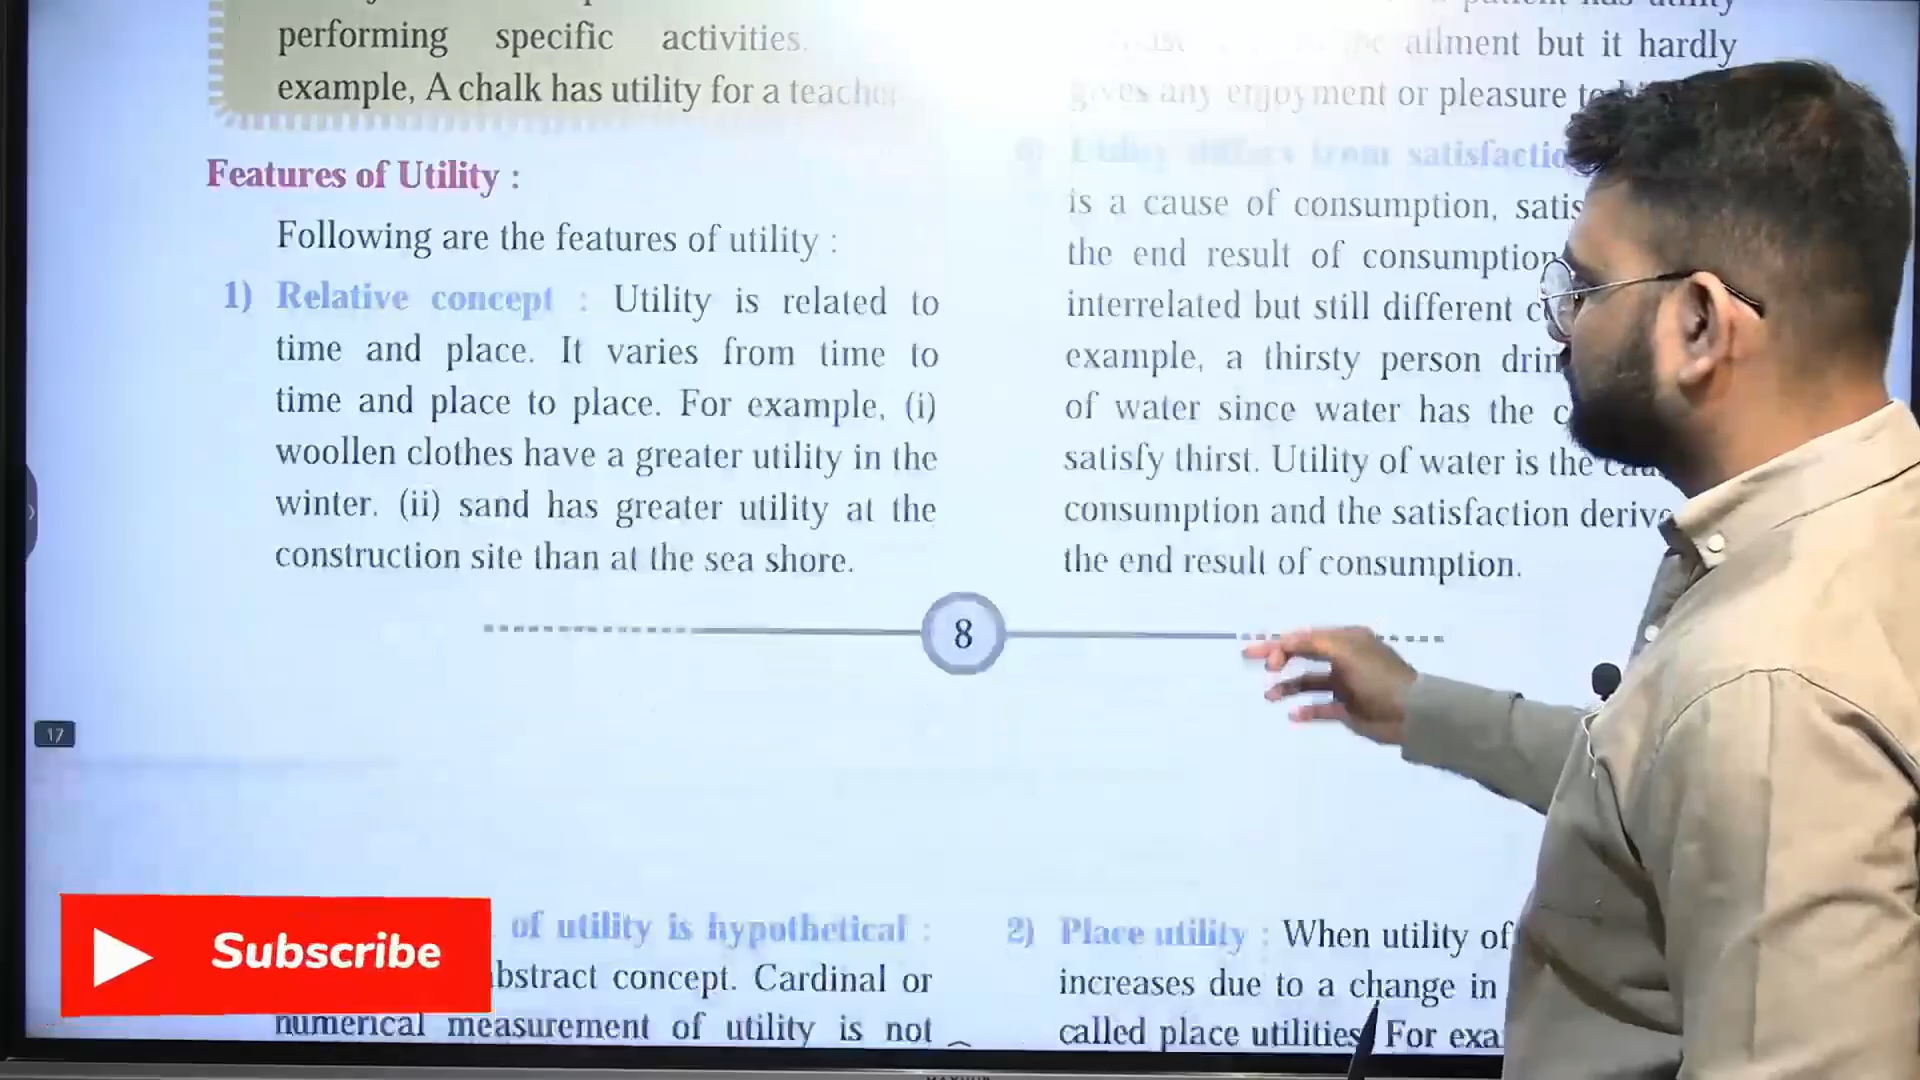 performing specific activities.
example, A chalk has utility for a teacher
Features of Utility :
Following are the features of utility :
1) Relative concept : Utility is related to
time and place. It varies from time to
time and place to place. For example, (i)
woollen clothes have a greater utility in the
winter. (ii) sand has greater utility at the
construction site than at the sea shore.
ailment but it hardly
gives any enjoyment or pleasure to
Utility differs from satisfactio
is a cause of consumption, satis
the end result of consumption
interrelated but still different c
example, a thirsty person drin
of water since water has the c
satisfy thirst. Utility of water is the
consumption and the satisfaction derive
the end result of consumption.
8
17
Subscribe
of utility is hypothetical :
bstract concept. Cardinal or
numerical measurement of utility is not
2) Place utility : When utility of
increases due to a change in
called place utilities. For exa